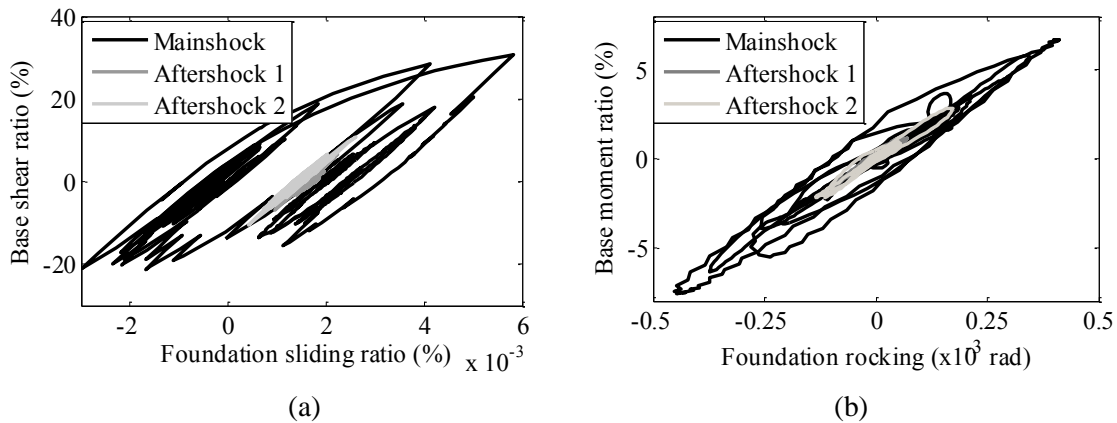 40
20
0
-20
Base shear ratio (%)
Mainshock
Aftershock 1
Aftershock 2
-2 0 2 4 6
Foundation sliding ratio (%) x 10-3
(a)
5
0
-5
Base moment ratio (%)
Mainshock
Aftershock 1
Aftershock 2
-0.5 -0.25 0 0.25 0.5
Foundation rocking (x10-3 rad)
(b)